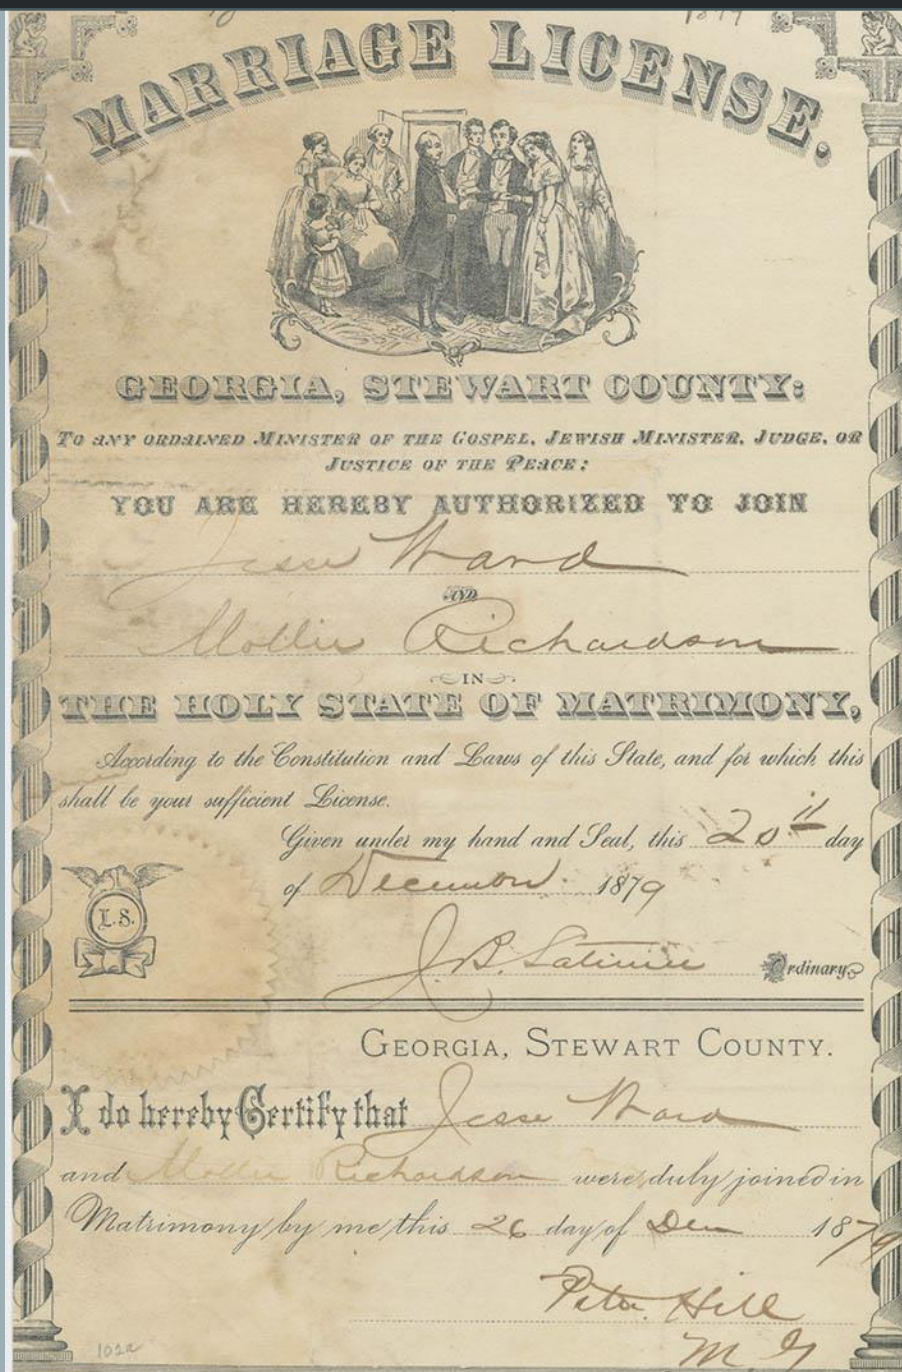 1879
MARRIAGE LICENSE.
GEORGIA, STEWART COUNTY:
TO ANY ORDAINED MINISTER OF THE GOSPEL, JEWISH MINISTER, JUDGE, OR
JUSTICE OF THE PEACE:
YOU ARE HEREBY AUTHORIZED TO JOIN
Jesse Ward
AND
Mollie Richardson
IN
THE HOLY STATE OF MATRIMONY,
According to the Constitution and Laws of this State, and for which this
shall be your sufficient License.
Given under my hand and Seal, this 20th day
of December 1879
L.S.
J. B. Latimer Ordinary
GEORGIA, STEWART COUNTY.
I do hereby Certify that Jesse Ward
and Mollie Richardson were duly joined in
Matrimony by me this 26 day of Dem 1879
Peter Hill
M. G
102a